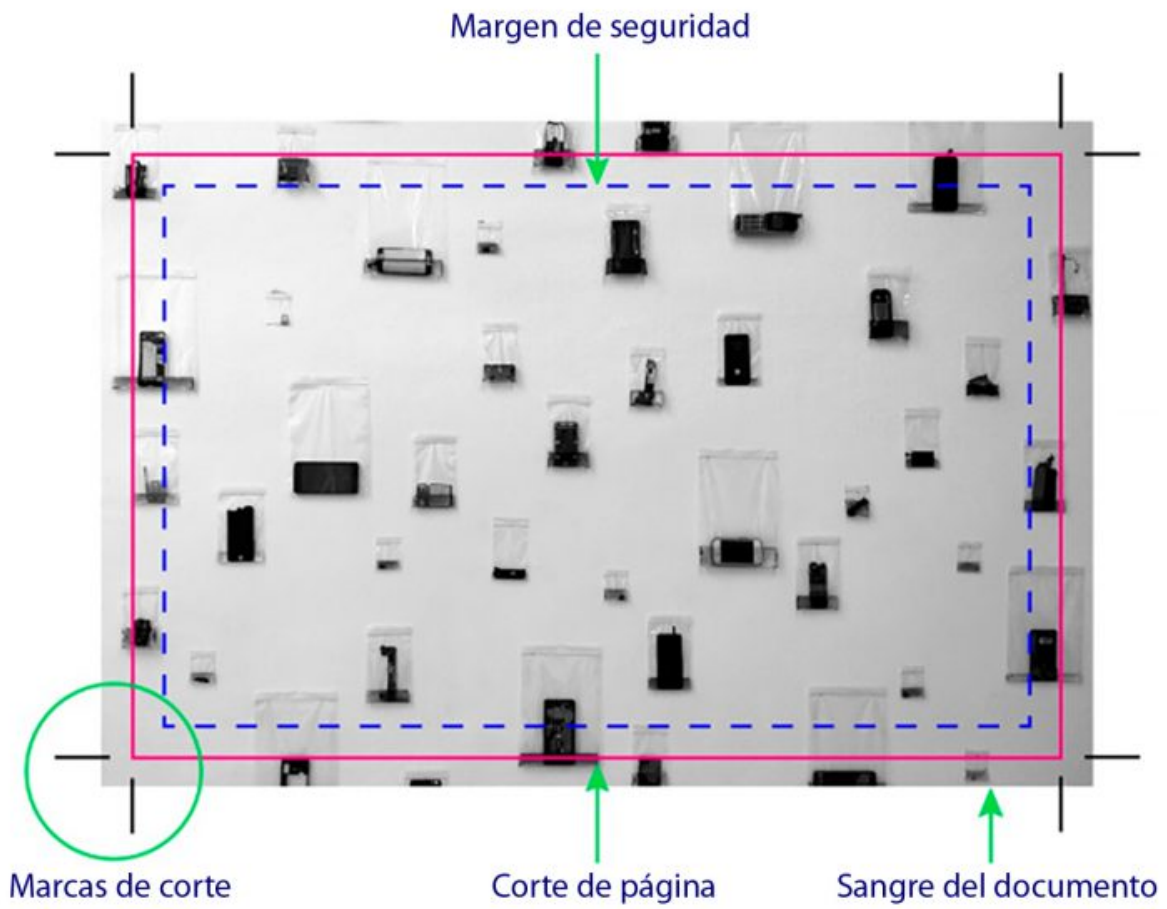 Margen de seguridad
Marcas de corte
Corte de página
Sangre del documento